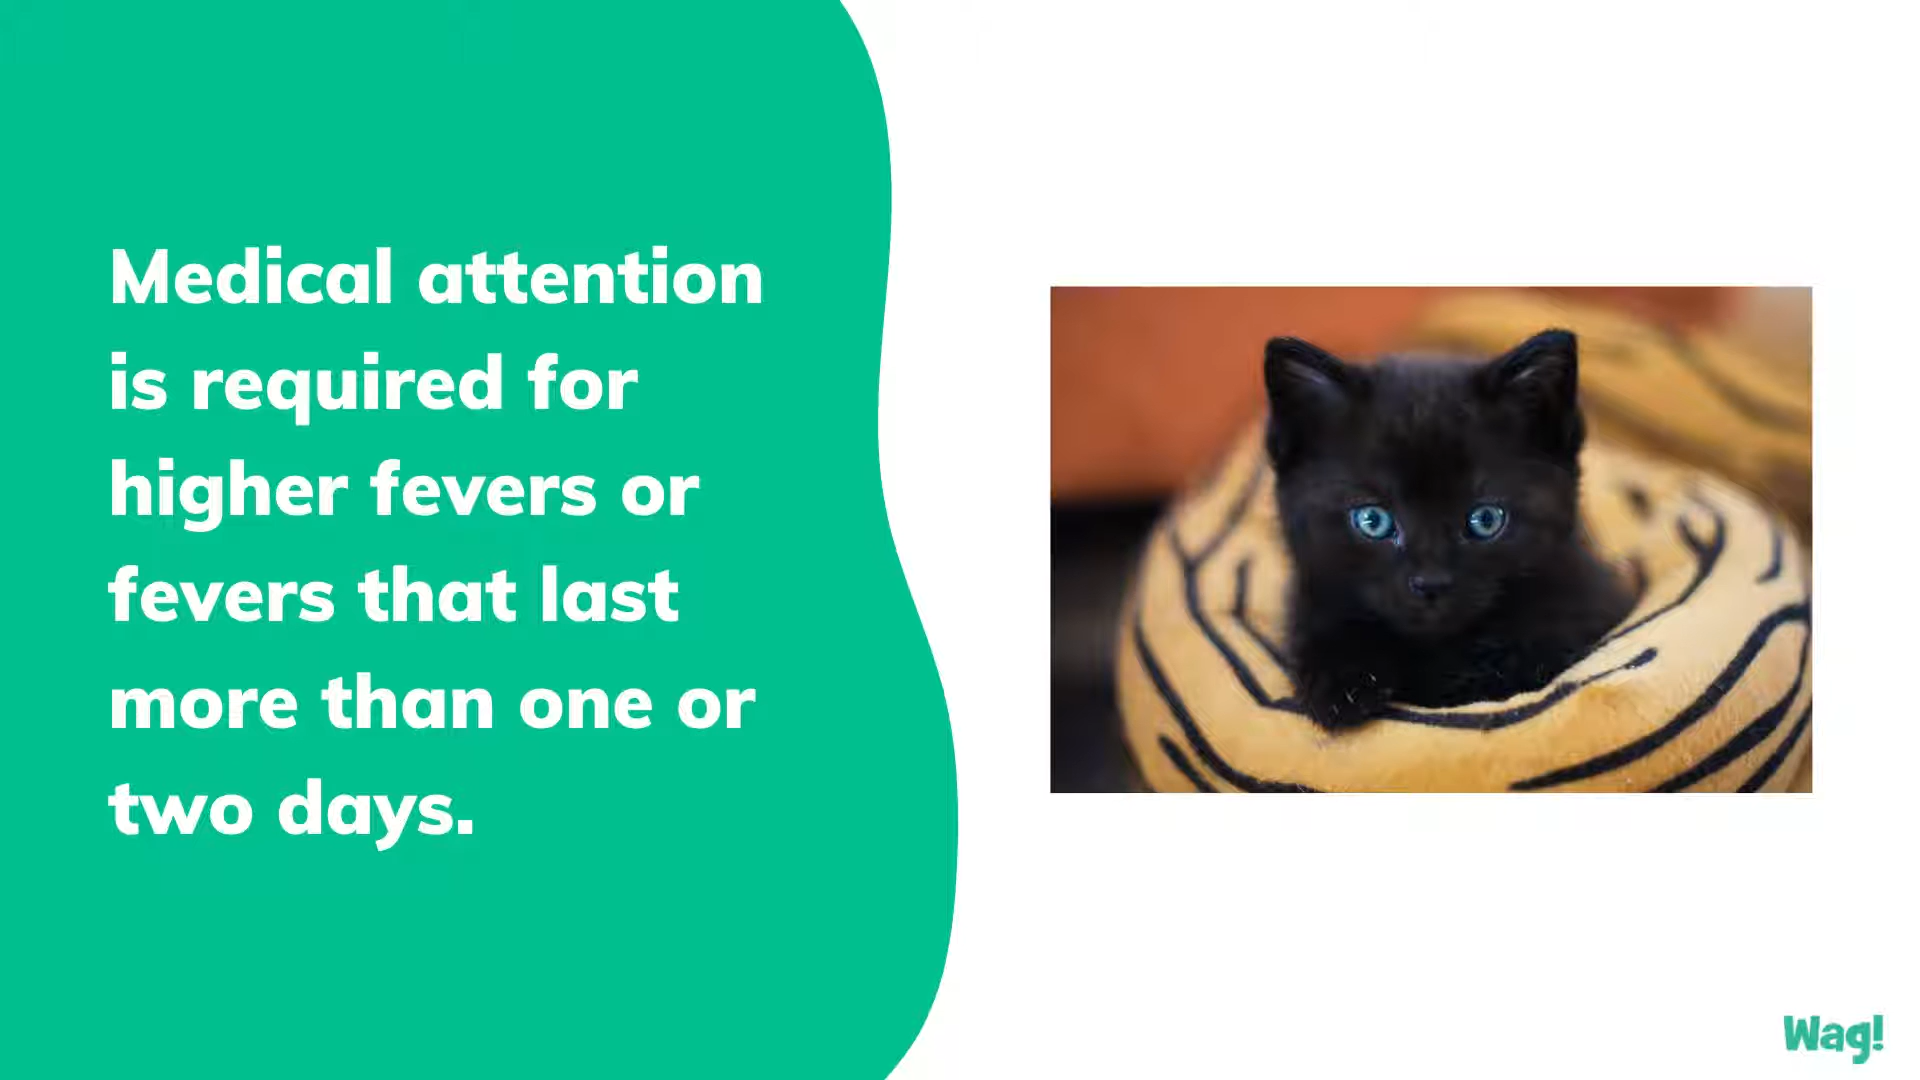 Medical attention
is required for
higher fevers or
fevers that last
more than one or
two days.
Wag!